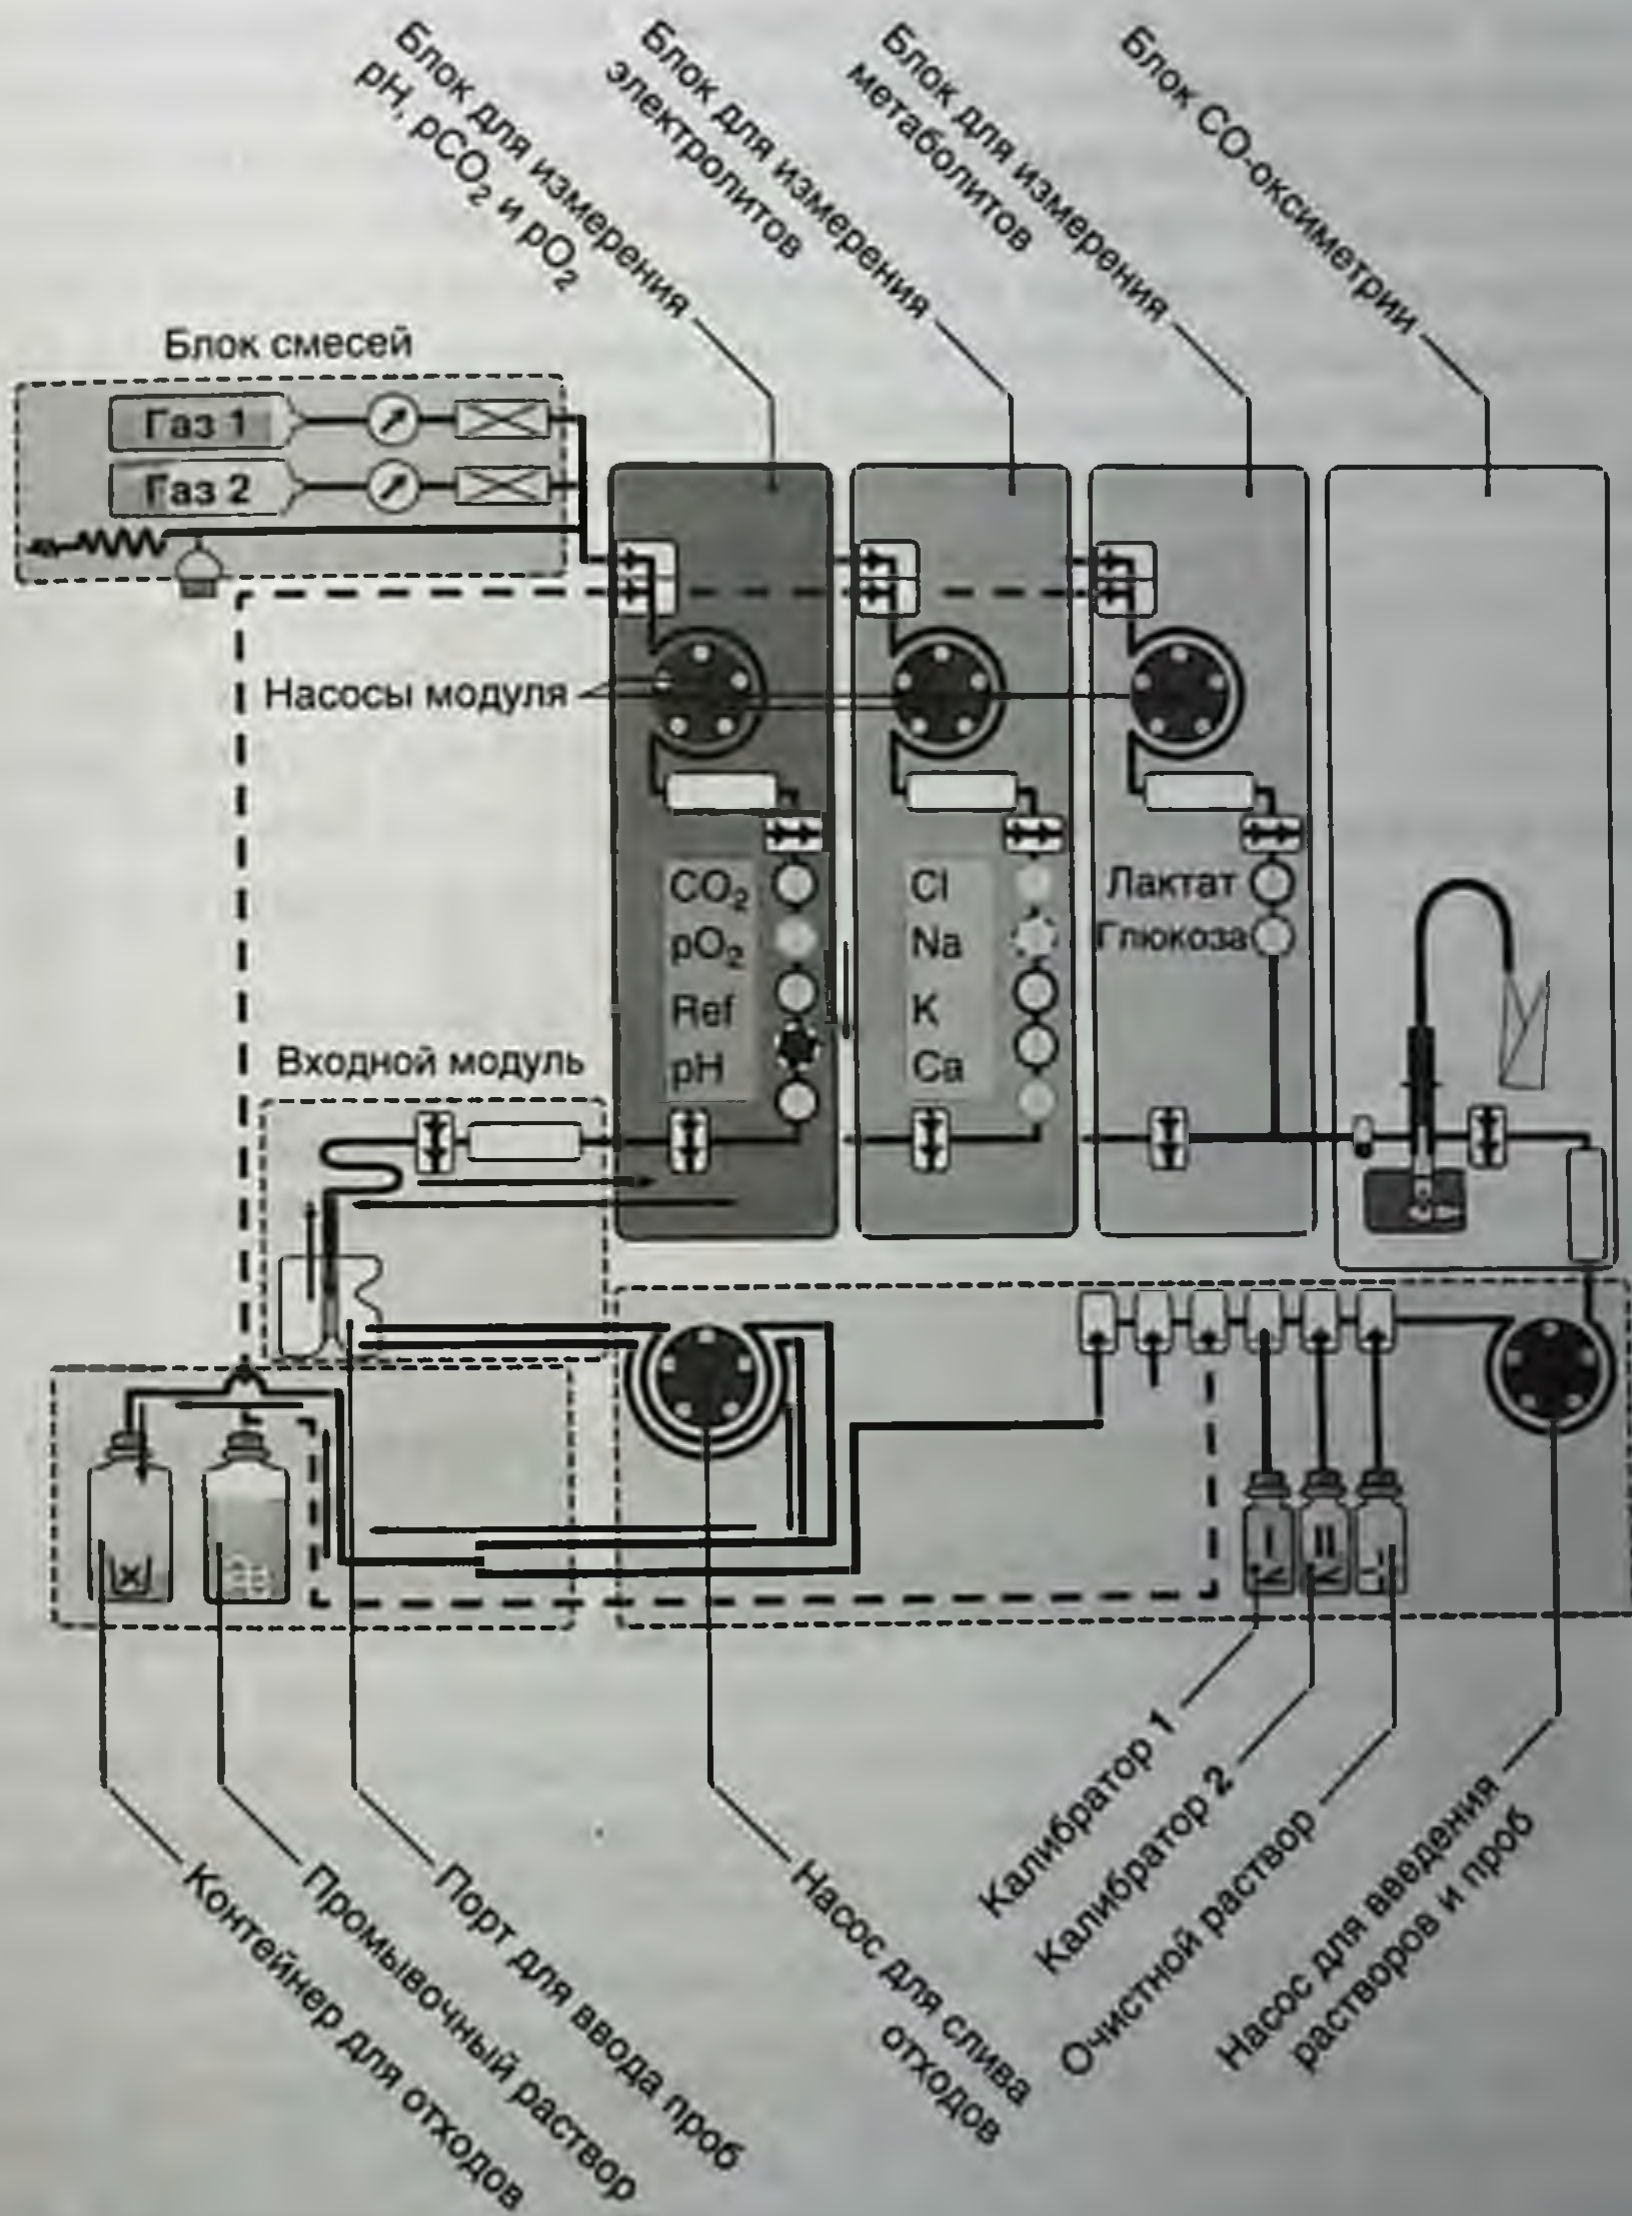 Блок для измерения
pH, pCO₂ и pO₂
Блок для измерения
электролитов
Блок для измерения
метаболитов
Блок СО-оксиметрии
Блок смесей
Газ 1
Газ 2
Насосы модуля
CO₂
pO₂
Ref
pH
Cl
Na
K
Ca
Лактат
Глюкоза
Входной модуль
Контейнер для отходов
Промывочный раствор
Порт для ввода проб
Насос для слива
отходов
Калибратор 1
Калибратор 2
Очистной раствор
Насос для введения
растворов и проб